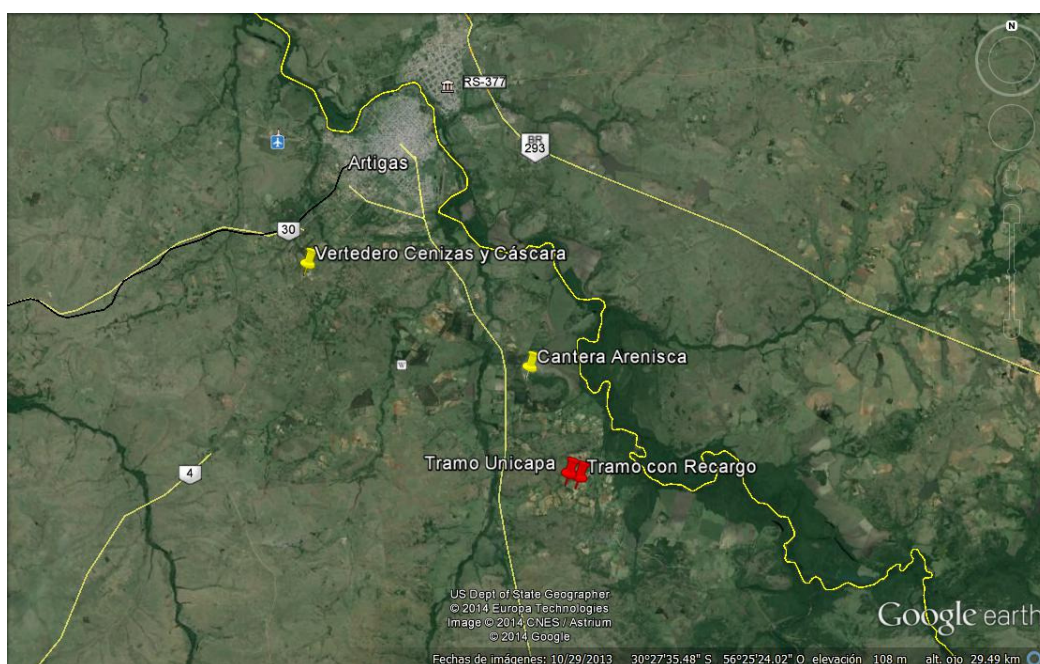 N
RS-377
BR
293
Artigas
30
Vertedero Cenizas y Cáscara
Cantera Arenisca
Tramo Unicapa
Tramo con Recargo
4
US Dept of State Geographer
© 2014 Europa Technologies
Image © 2014 CNES / Astrium
© 2014 Google
Google earth
Fechas de imágenes: 10/29/2013 30°27'35.48" S 56°25'24.02" O elevación 108 m alt. ojo 29.49 km